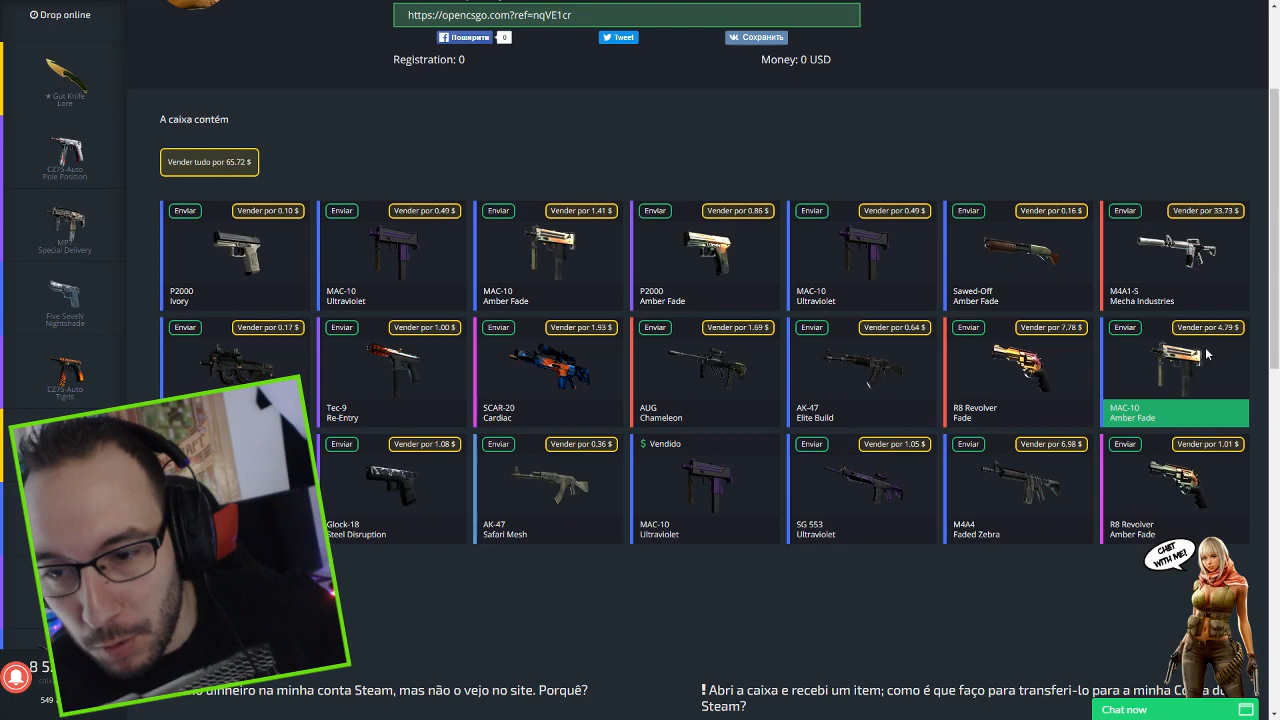 Drop online
https://opencsgo.com?ref=nqVE1cr
Поширити
0
Tweet
Сохранить
Registration: 0
Money: 0 USD
★ Gut Knife
Lore
CZ75-Auto
Pole Position
MP7
Special Delivery
Five-SeveN
Nightshade
CZ75-Auto
Tigris
A caixa contém
Vender tudo por 65.72 $
Enviar
Vender por 0.10 $
P2000
Ivory
Enviar
Vender por 0.49 $
MAC-10
Ultraviolet
Enviar
Vender por 1.41 $
MAC-10
Amber Fade
Enviar
Vender por 0.86 $
P2000
Amber Fade
Enviar
Vender por 0.49 $
MAC-10
Ultraviolet
Enviar
Vender por 0.16 $
Sawed-Off
Amber Fade
Enviar
Vender por 33.73 $
M4A1-S
Mecha Industries
Enviar
Vender por 0.17 $
Enviar
Vender por 1.00 $
Tec-9
Re-Entry
Enviar
Vender por 1.93 $
SCAR-20
Cardiac
Enviar
Vender por 1.69 $
AUG
Chameleon
Enviar
Vender por 0.64 $
AK-47
Elite Build
Enviar
Vender por 7.78 $
R8 Revolver
Fade
Enviar
Vender por 4.79 $
MAC-10
Amber Fade
Enviar
Vender por 1.08 $
Glock-18
Steel Disruption
Enviar
Vender por 0.36 $
AK-47
Safari Mesh
$ Vendido
MAC-10
Ultraviolet
Enviar
Vender por 1.05 $
SG 553
Ultraviolet
Enviar
Vender por 6.98 $
M4A4
Faded Zebra
Enviar
Vender por 1.01 $
R8 Revolver
Amber Fade
CHAT
WITH ME!
8 5
549
dinheiro na minha conta Steam, mas não o vejo no site. Porquê?
! Abri a caixa e recebi um item; como é que faço para transferi-lo para a minha
Steam?
Chat now